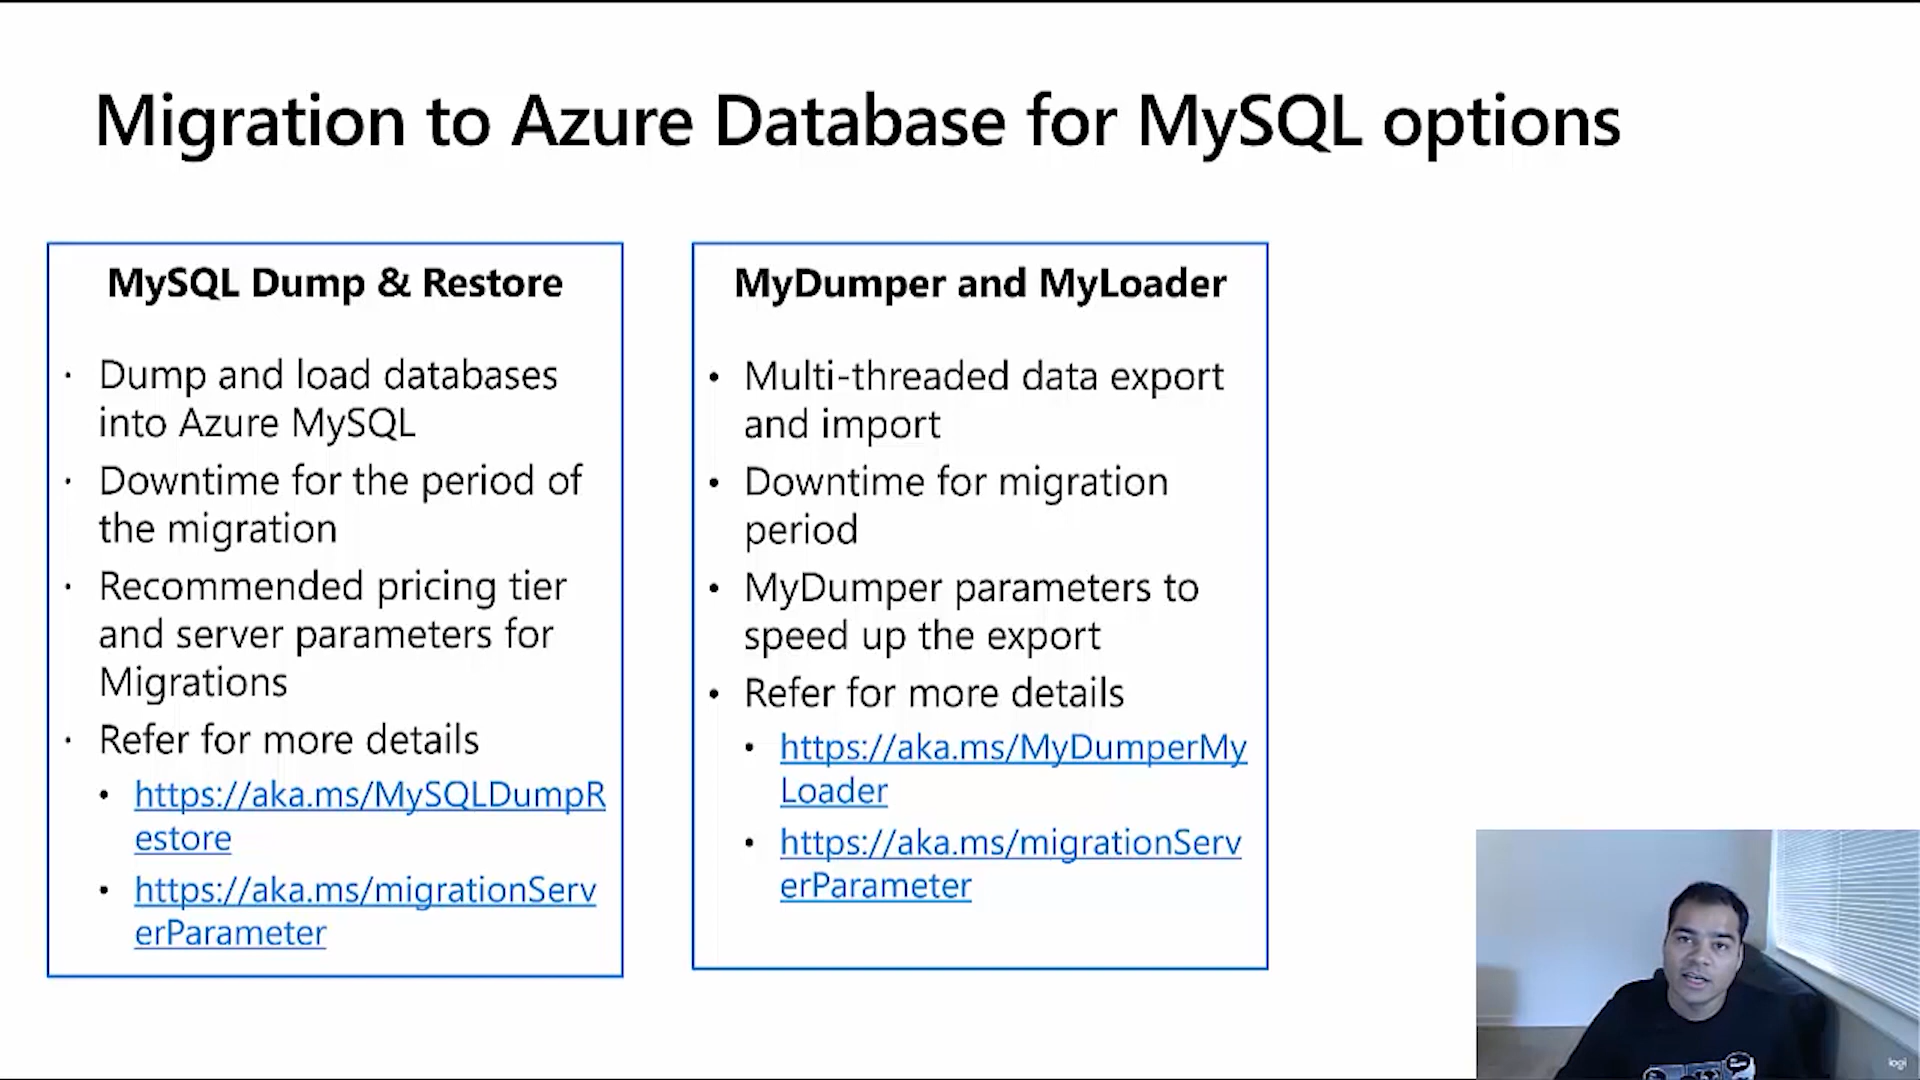 Migration to Azure Database for MySQL options
MySQL Dump & Restore
· Dump and load databases
into Azure MySQL
· Downtime for the period of
the migration
· Recommended pricing tier
and server parameters for
Migrations
· Refer for more details
• https://aka.ms/MySQLDumpR
estore
• https://aka.ms/migrationServ
erParameter
MyDumper and MyLoader
• Multi-threaded data export
and import
• Downtime for migration
period
• MyDumper parameters to
speed up the export
• Refer for more details
• https://aka.ms/MyDumperMy
Loader
• https://aka.ms/migrationServ
erParameter
logi